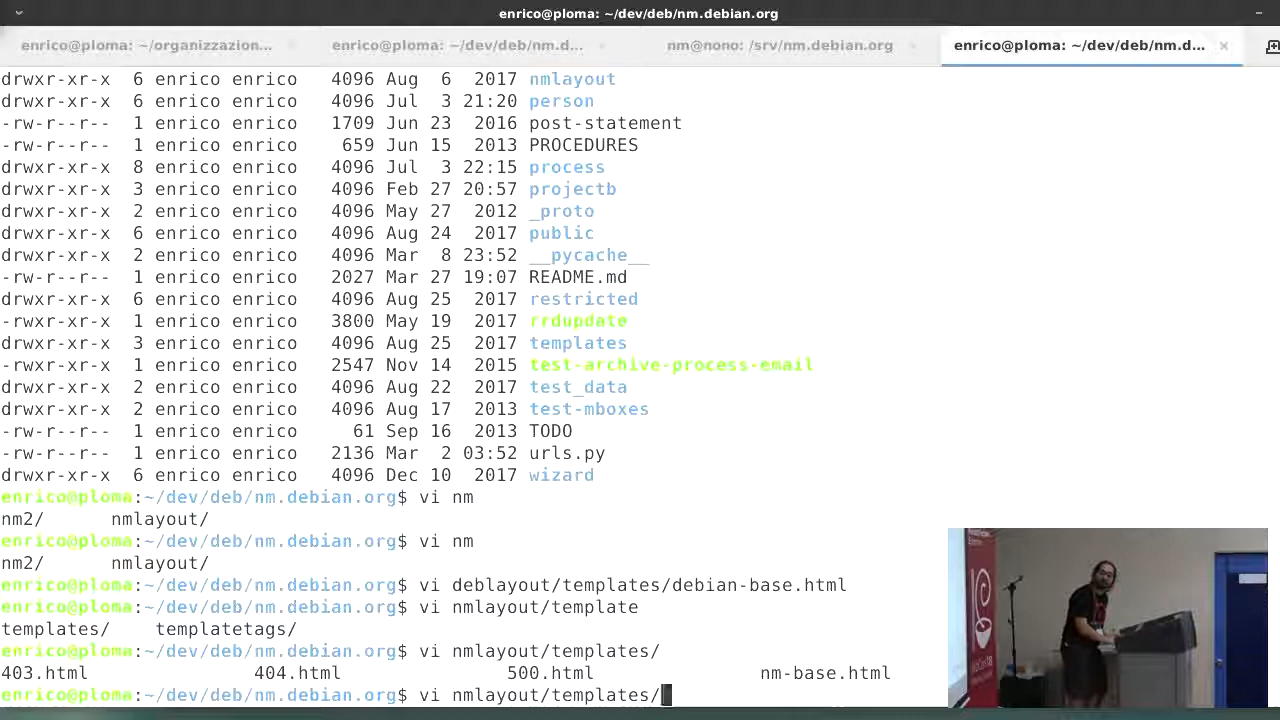 enrico@ploma: ~/dev/deb/nm.debian.org
enrico@ploma: ~/organizzazion... enrico@ploma: ~/dev/deb/nm.d... nm@nono: /srv/nm.debian.org enrico@ploma: ~/dev/deb/nm.d...
drwxr-xr-x 6 enrico enrico 4096 Aug 6 2017 nmlayout
drwxr-xr-x 6 enrico enrico 4096 Jul 3 21:20 person
-rw-r--r-- 1 enrico enrico 1709 Jun 23 2016 post-statement
-rw-r--r-- 1 enrico enrico 659 Jun 15 2013 PROCEDURES
drwxr-xr-x 8 enrico enrico 4096 Jul 3 22:15 process
drwxr-xr-x 3 enrico enrico 4096 Feb 27 20:57 projectb
drwxr-xr-x 2 enrico enrico 4096 May 27 2012 _proto
drwxr-xr-x 6 enrico enrico 4096 Aug 24 2017 public
drwxr-xr-x 2 enrico enrico 4096 Mar 8 23:52 __pycache__
-rw-r--r-- 1 enrico enrico 2027 Mar 27 19:07 README.md
drwxr-xr-x 6 enrico enrico 4096 Aug 25 2017 restricted
-rwxr-xr-x 1 enrico enrico 3800 May 19 2017 rrdupdate
drwxr-xr-x 3 enrico enrico 4096 Aug 25 2017 templates
-rwxr-xr-x 1 enrico enrico 2547 Nov 14 2015 test-archive-process-email
drwxr-xr-x 2 enrico enrico 4096 Aug 22 2017 test_data
drwxr-xr-x 2 enrico enrico 4096 Aug 17 2013 test-mboxes
-rw-r--r-- 1 enrico enrico 61 Sep 16 2013 TODO
-rw-r--r-- 1 enrico enrico 2136 Mar 2 03:52 urls.py
drwxr-xr-x 6 enrico enrico 4096 Dec 10 2017 wizard
enrico@ploma:~/dev/deb/nm.debian.org$ vi nm
nm2/ nmlayout/
enrico@ploma:~/dev/deb/nm.debian.org$ vi nm
nm2/ nmlayout/
enrico@ploma:~/dev/deb/nm.debian.org$ vi deblayout/templates/debian-base.html
enrico@ploma:~/dev/deb/nm.debian.org$ vi nmlayout/template
templates/ templatetags/
enrico@ploma:~/dev/deb/nm.debian.org$ vi nmlayout/templates/
403.html 404.html 500.html nm-base.html
enrico@ploma:~/dev/deb/nm.debian.org$ vi nmlayout/templates/